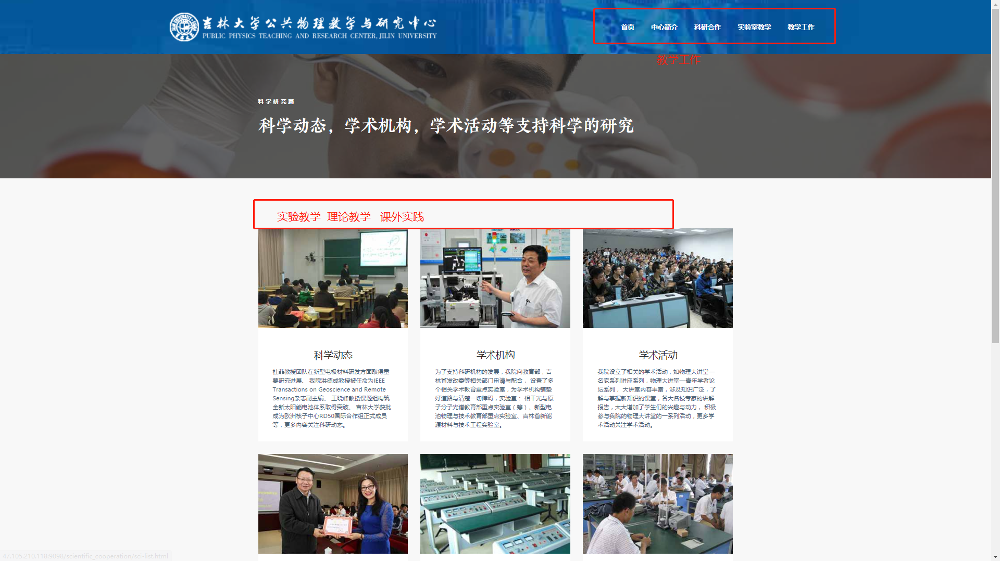 吉林大学公共物理教学与研究中心
PUBLIC PHYSICS TEACHING AND RESEARCH CENTER, JILIN UNIVERSITY
首页 中心简介 科研合作 实验室教学 教学工作
教学工作
科学研究篇
科学动态，学术机构，学术活动等支持科学的研究
实验教学 理论教学 课外实践
科学动态
杜菲教授团队在新型电极材料研发方面取得重
要研究进展、 我院洪德成教授被任命为IEEE
Transactions on Geoscience and Remote
Sensing杂志副主编、 王晓峰教授课题组构筑
全新太阳能电池体系取得突破、 吉林大学获批
成为欧洲核子中心RD50国际合作组正式成员
等，更多内容关注科研动态。
学术机构
为了支持科研机构的发展，我院向教育部，吉
林首发改委等相关部门申请与配合， 设置了多
个相关学术教育重点实验室，为学术机构铺垫
好道路与清楚一切障碍，实验室： 相干光与原
子分子光谱教育部重点实验室（筹）、新型电
池物理与技术教育部重点实验室、吉林省新能
源材料与技术工程实验室。
学术活动
我院设立了相关的学术活动，如物理大讲堂—
名家系列讲座系列，物理大讲堂—青年学者论
坛系列， 大讲堂内容丰富，涉及知识广泛，了
解与掌握新知识的课堂，各大名校专家的讲解
报告，大大增加了学生们的兴趣与动力， 积极
参与我院的物理大讲堂的一系列活动，更多学
术活动关注学术活动。
47.105.210.118:9098/scientific_cooperation/sci-list.html